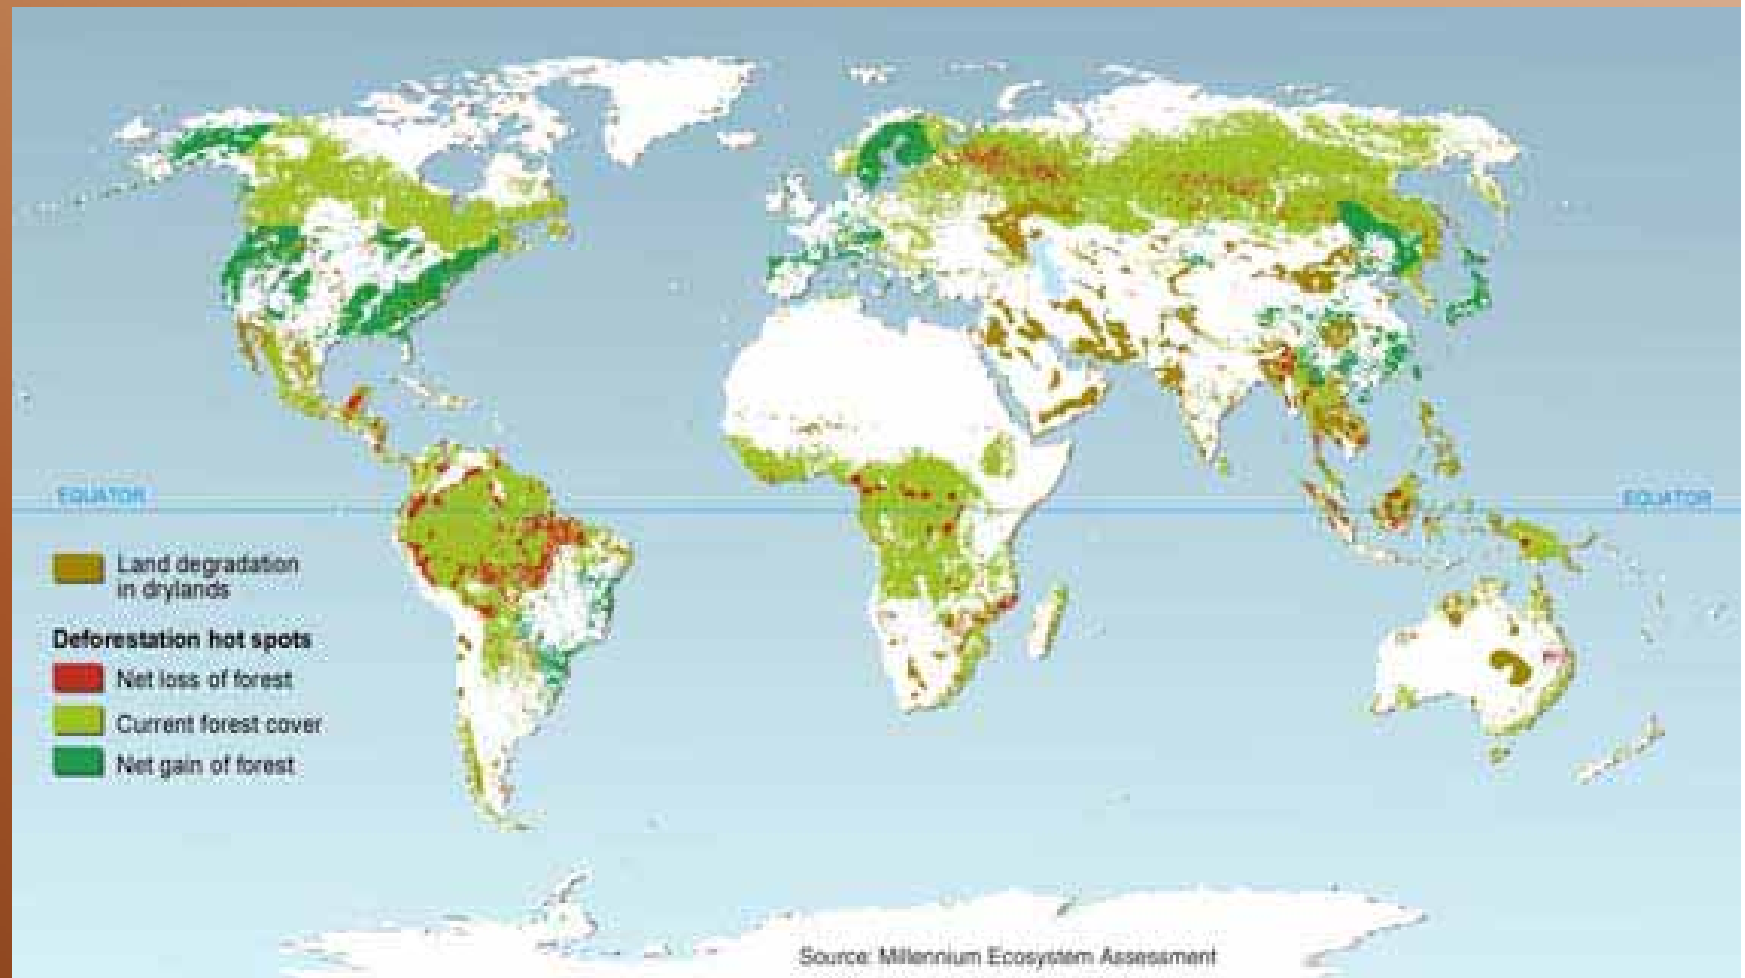 EQUATOR
EQUATOR
Land degradation
in drylands
Deforestation hot spots
Net loss of forest
Current forest cover
Net gain of forest
Source: Millennium Ecosystem Assessment